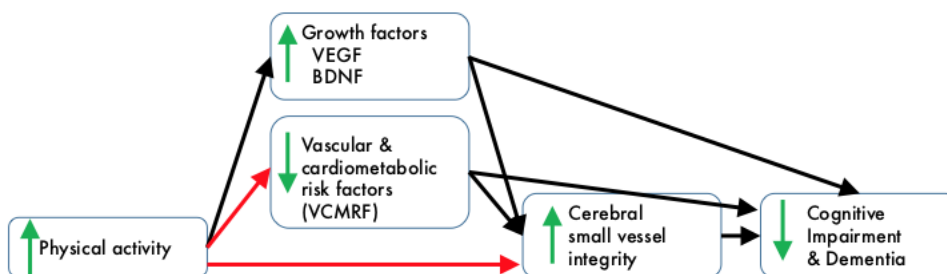 Growth factors
VEGF
BDNF
Vascular &
cardiometabolic
risk factors
(VCMRF)
Physical activity
Cerebral
small vessel
integrity
Cognitive
Impairment
& Dementia